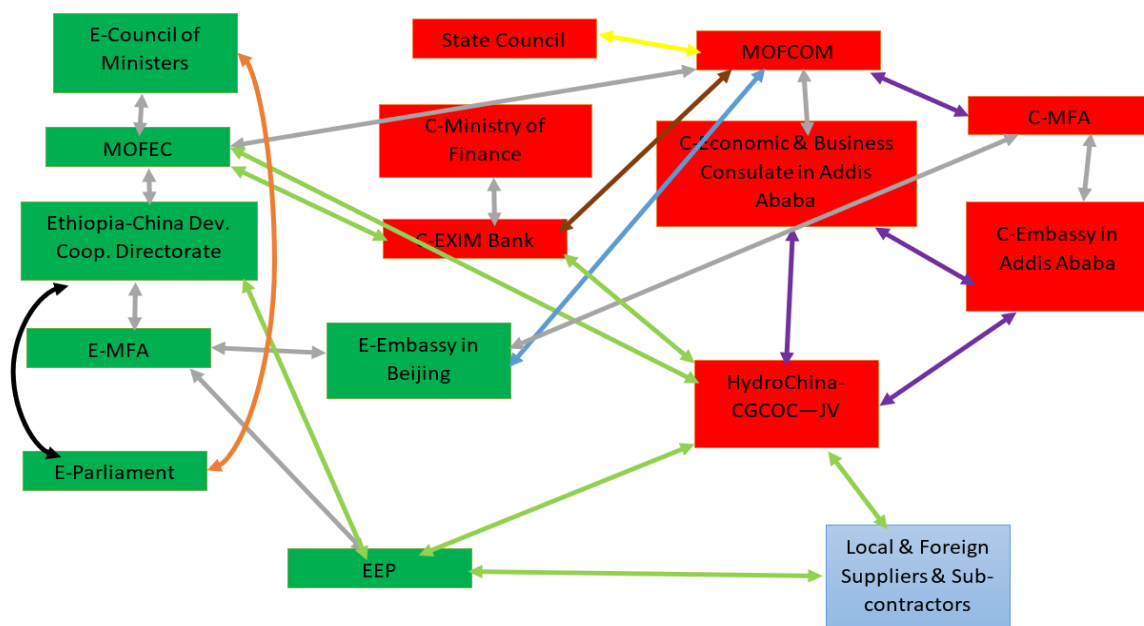 E-Council of
Ministers
State Council
MOFCOM
C-Ministry of
Finance
C-MFA
MOFEC
C-Economic & Business
Consulate in Addis
Ababa
Ethiopia-China Dev.
Coop. Directorate
C-EXIM Bank
C-Embassy in
Addis Ababa
E-MFA
E-Embassy in
Beijing
HydroChina-
CGCOC—JV
E-Parliament
EEP
Local & Foreign
Suppliers & Sub-
contractors